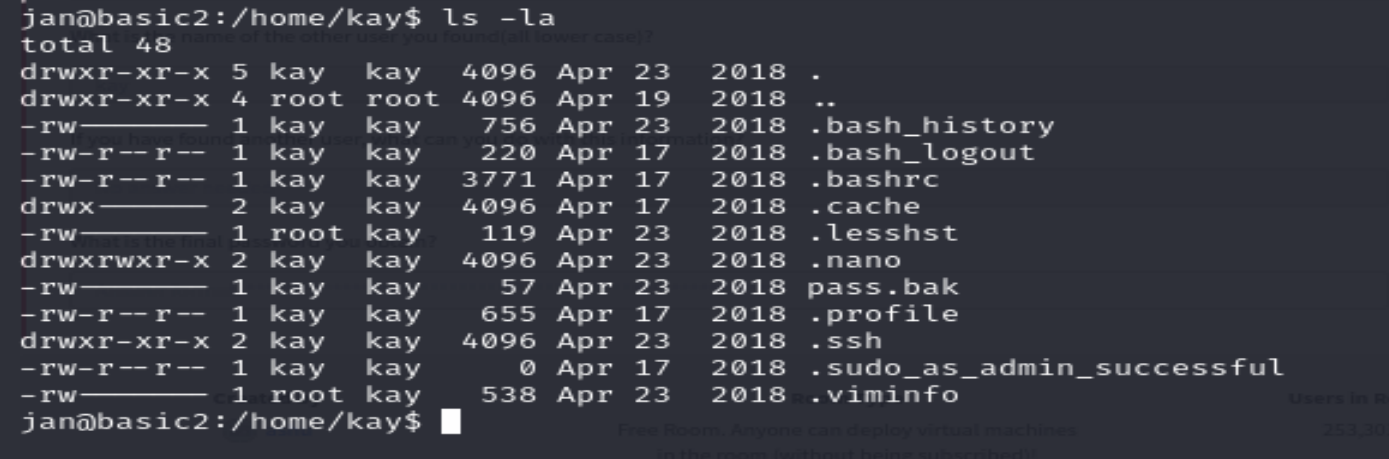 jan@basic2:/home/kay$ ls -la
total 48
What is the name of the other user you found(all lower case)?
drwxr-xr-x 5 kay  kay  4096 Apr 23  2018 .
drwxr-xr-x 4 root root 4096 Apr 19  2018 ..
-rw------- 1 kay  kay   756 Apr 23  2018 .bash_history
If you have found another user, what can you do with this information
-rw-r--r-- 1 kay  kay   220 Apr 17  2018 .bash_logout
-rw-r--r-- 1 kay  kay  3771 Apr 17  2018 .bashrc
drwx------ 2 kay  kay  4096 Apr 17  2018 .cache
-rw------- 1 root kay   119 Apr 23  2018 .lesshst
What is the final password you obtain?
drwxrwxr-x 2 kay  kay  4096 Apr 23  2018 .nano
-rw------- 1 kay  kay    57 Apr 23  2018 pass.bak
-rw-r--r-- 1 kay  kay   655 Apr 17  2018 .profile
drwxr-xr-x 2 kay  kay  4096 Apr 23  2018 .ssh
-rw-r--r-- 1 kay  kay     0 Apr 17  2018 .sudo_as_admin_successful
-rw------- 1 root kay   538 Apr 23  2018 .viminfo
Users in R
jan@basic2:/home/kay$
Free Room. Anyone can deploy virtual machines
253,30
in the room (without being subscribed)!